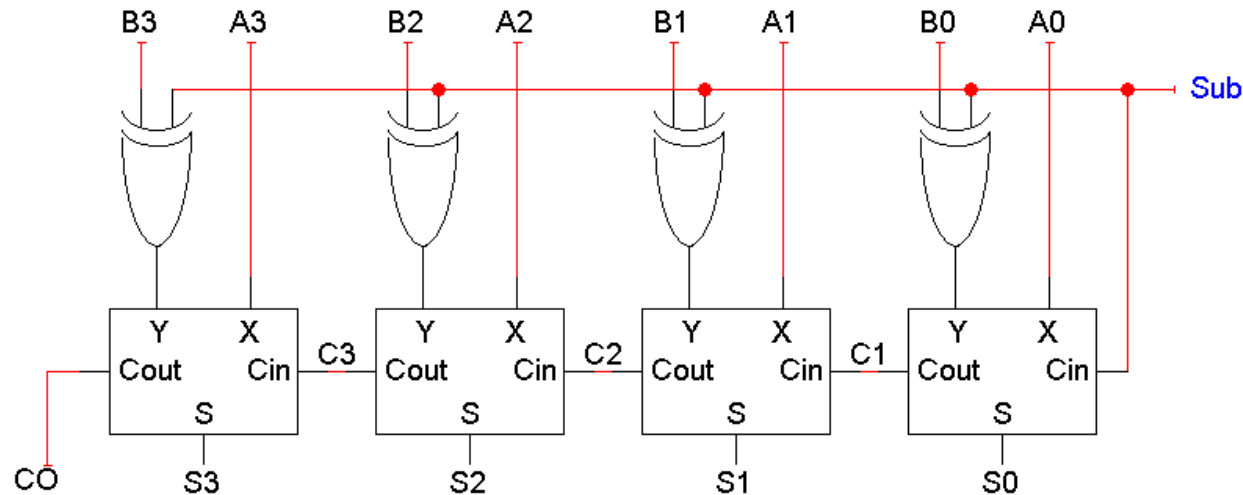 B3 A3 B2 A2 B1 A1 B0 A0
Sub
Y X Y X Y X Y X
Cout Cin C3 Cout Cin C2 Cout Cin C1 Cout Cin
S S S S
CO S3 S2 S1 S0